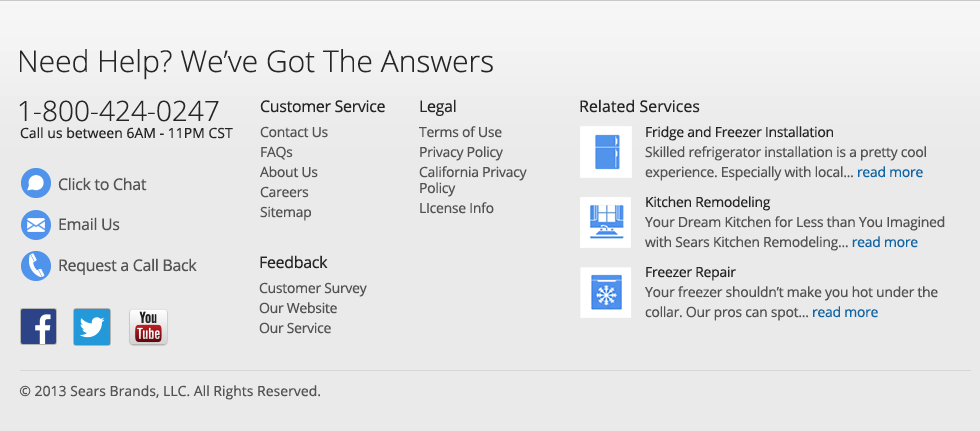 Need Help? We've Got The Answers
1-800-424-0247
Call us between 6AM - 11PM CST
Click to Chat
Email Us
Request a Call Back
You
Tube
Customer Service
Contact Us
FAQs
About Us
Careers
Sitemap
Feedback
Customer Survey
Our Website
Our Service
Legal
Terms of Use
Privacy Policy
California Privacy
Policy
LIcense Info
Related Services
Fridge and Freezer Installation
Skilled refrigerator installation is a pretty cool
experience. Especially with local... read more
Kitchen Remodeling
Your Dream Kitchen for Less than You Imagined
with Sears Kitchen Remodeling... read more
Freezer Repair
Your freezer shouldn't make you hot under the
collar. Our pros can spot... read more
© 2013 Sears Brands, LLC. All Rights Reserved.